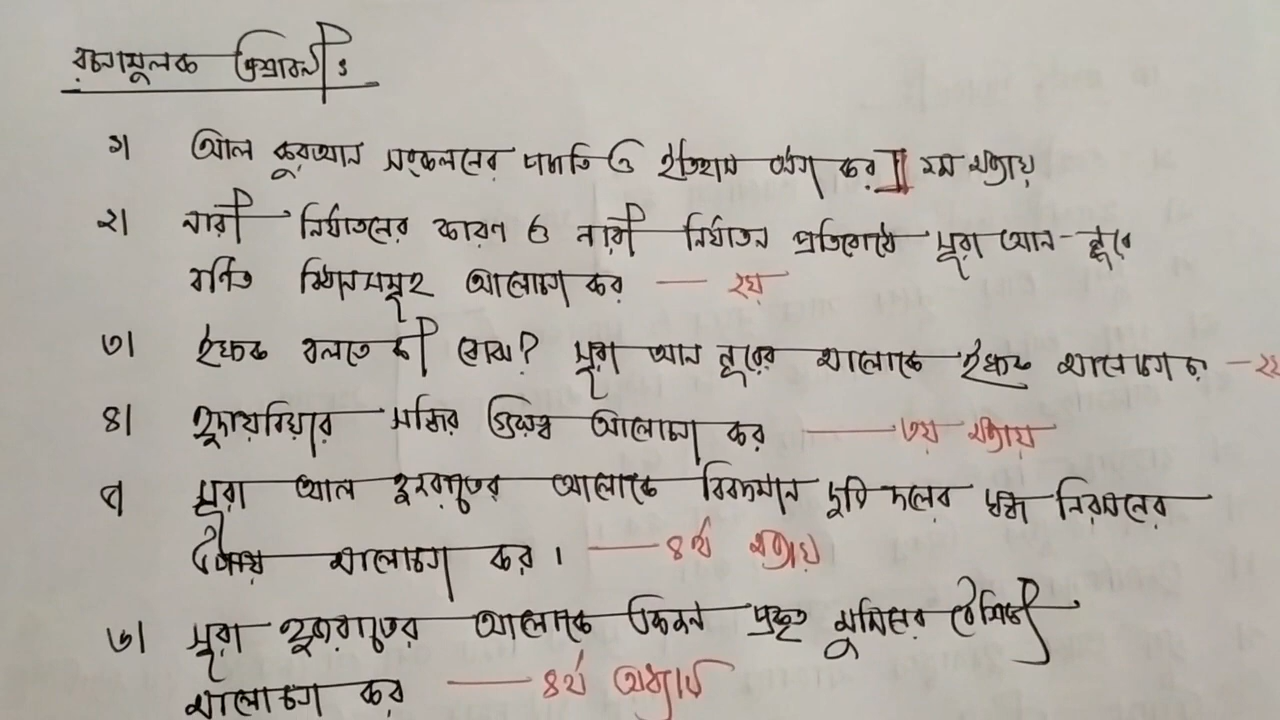 রচনামূলক প্রশ্নাবলী ঃ
১। আল কুরআন সংকলনের পদ্ধতি ও ইতিহাস বর্ণনা কর ১ম অধ্যায়
২। নারী নির্যাতনের কারণ ও নারী নির্যাতন প্রতিরোধে সূরা আন-নূরে
বর্ণিত বিধানসমূহ আলোচনা কর — ২য়
৩। ইফক বলতে কী বোঝ? সূরা আন নূরের আলোকে ইফক আলোচনা কর — ২য়
৪। হুদায়বিয়ার সন্ধির গুরুত্ব আলোচনা কর — ৩য় অধ্যায়
৫। সূরা আল হুজরাতের আলোকে বিবদমান দুটি দলের দ্বন্দ্ব নিরসনের
উপায় আলোচনা কর। — ৪র্থ অধ্যায়
৬। সূরা হুজরাতের আলোকে একজন প্রকৃত মুমিনের বৈশিষ্ট্য
আলোচনা কর — ৪র্থ অধ্যায়